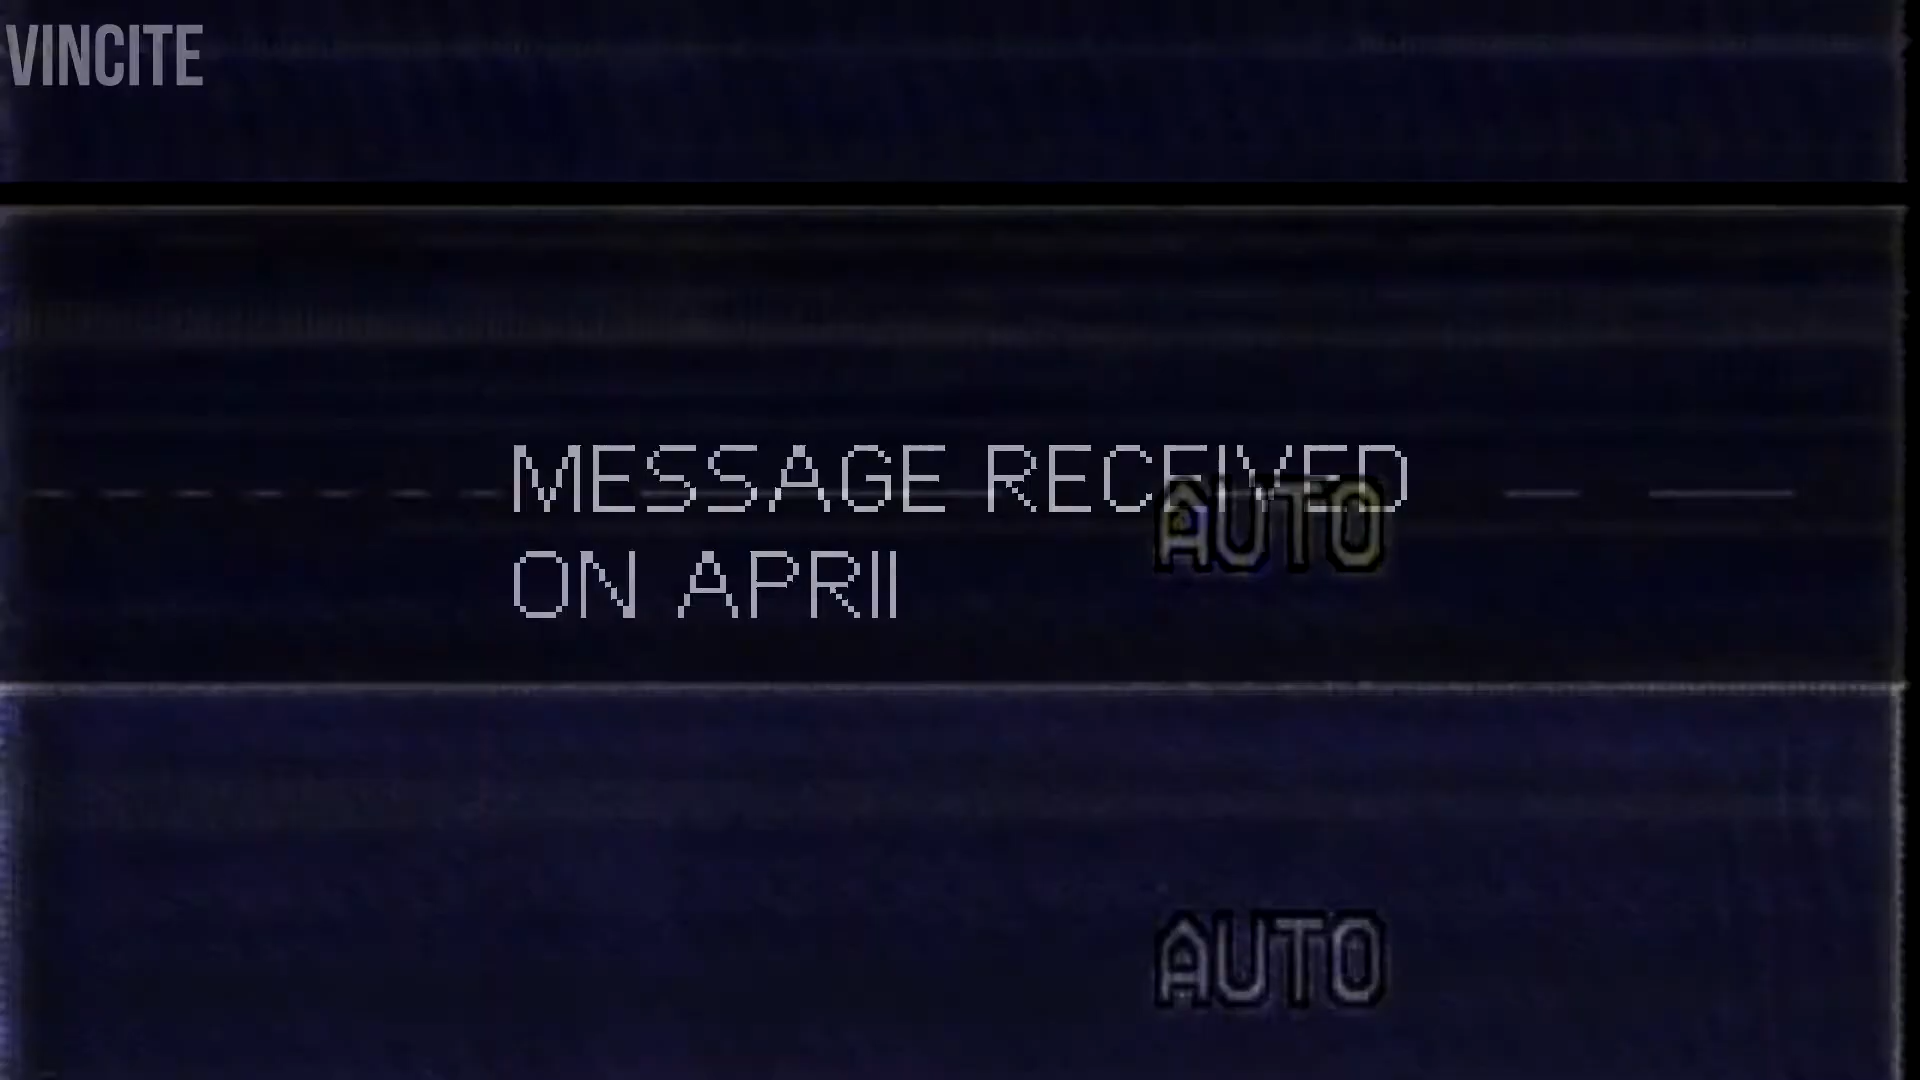 VINCITE
MESSAGE RECEIVED
ON APRII
AUTO
AUTO